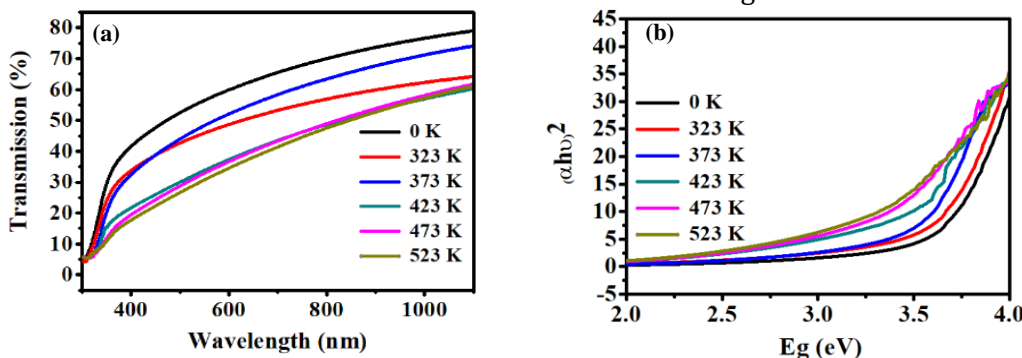 (a)
Transmission (%)
80
70
60
50
40
30
20
10
0
0 K
323 K
373 K
423 K
473 K
523 K
400
600
800
1000
Wavelength (nm)
(b)
(αhυ)2
45
40
35
30
25
20
15
10
5
0
-5
0 K
323 K
373 K
423 K
473 K
523 K
2.0
2.5
3.0
3.5
4.0
Eg (eV)